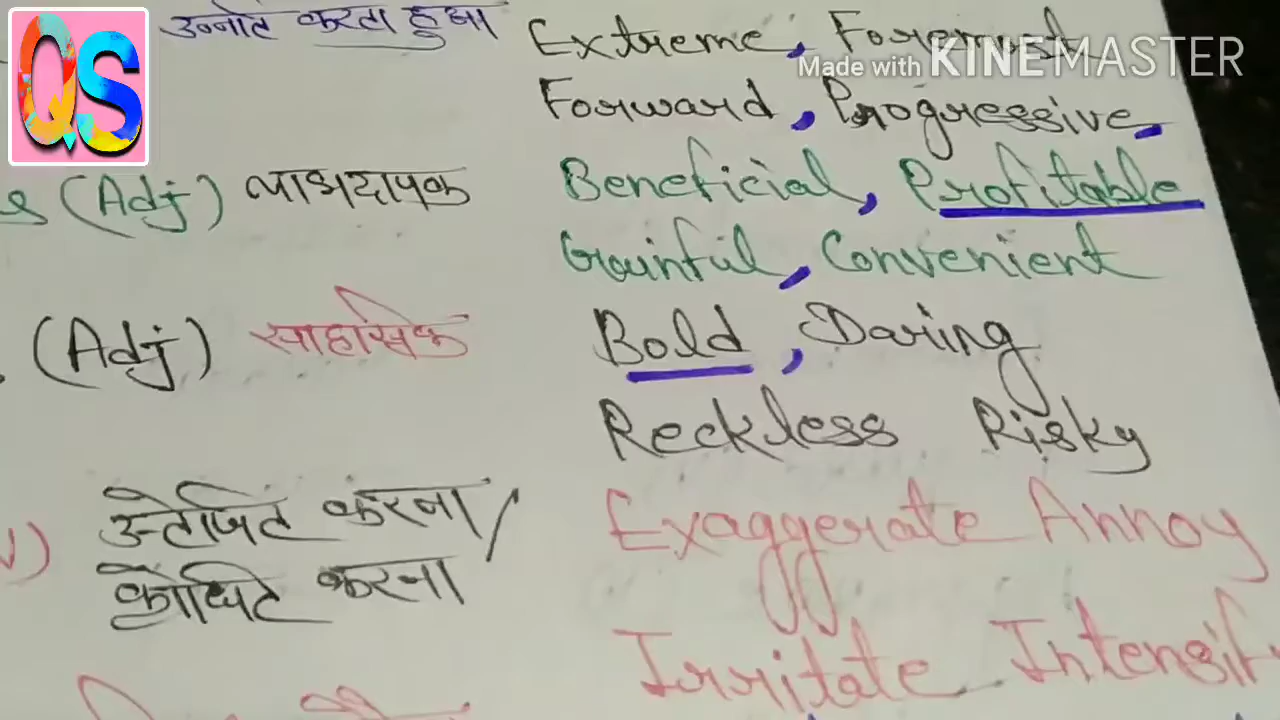 QS
उन्नति करता हुआ Extreme, Foremost
Made with KINEMASTER
Forward, Progressive,
s (Adj) लाभदायक Beneficial, Profitable
Gainful, Convenient
(Adj) साहसिक Bold, Daring
Reckless Risky
उत्तेजित करना/ Exaggerate Annoy
क्रोधित करना
Irritate Intensif